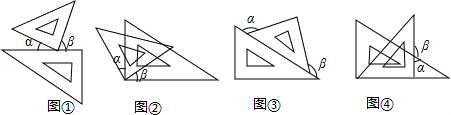 α β α β α β β α
图① 图② 图③ 图④